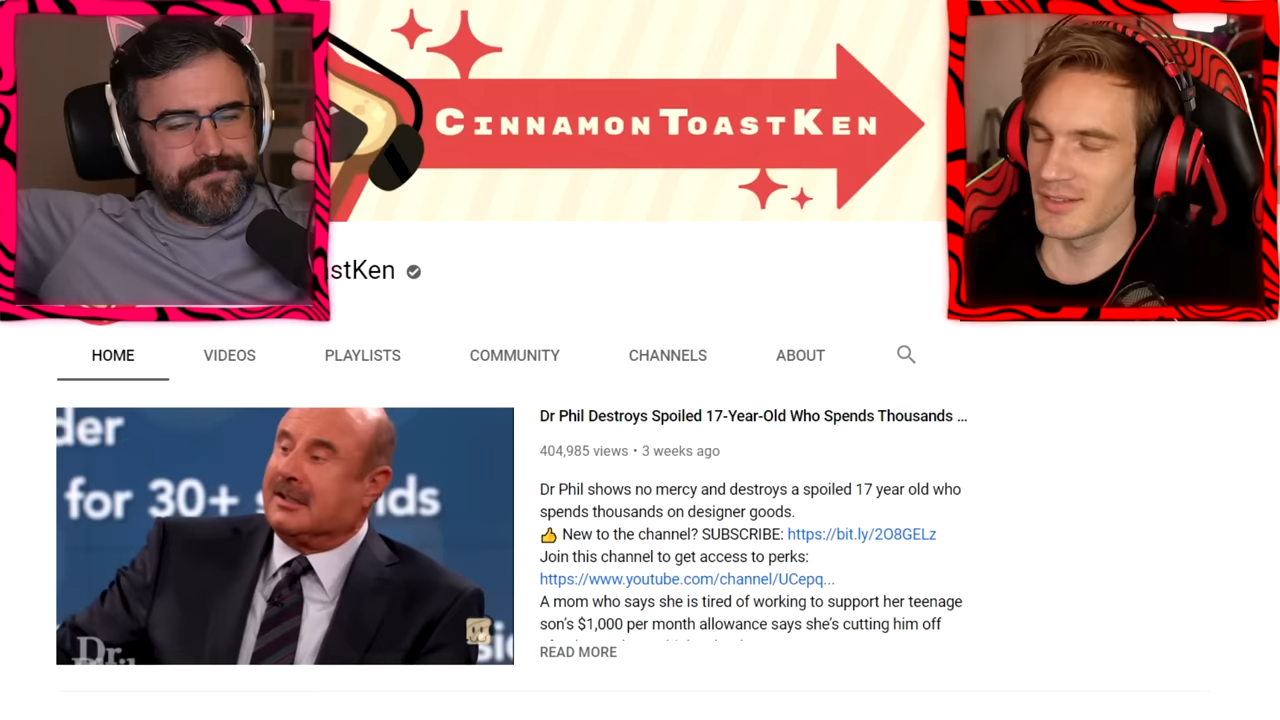 CINNAMONTOASTKEN
stKen
HOME VIDEOS PLAYLISTS COMMUNITY CHANNELS ABOUT
der
for 30+
ds
Dr.
Dr Phil Destroys Spoiled 17-Year-Old Who Spends Thousands ...
404,985 views • 3 weeks ago
Dr Phil shows no mercy and destroys a spoiled 17 year old who
spends thousands on designer goods.
👍 New to the channel? SUBSCRIBE: https://bit.ly/2O8GELz
Join this channel to get access to perks:
https://www.youtube.com/channel/UCepq...
A mom who says she is tired of working to support her teenage
son's $1,000 per month allowance says she's cutting him off
READ MORE